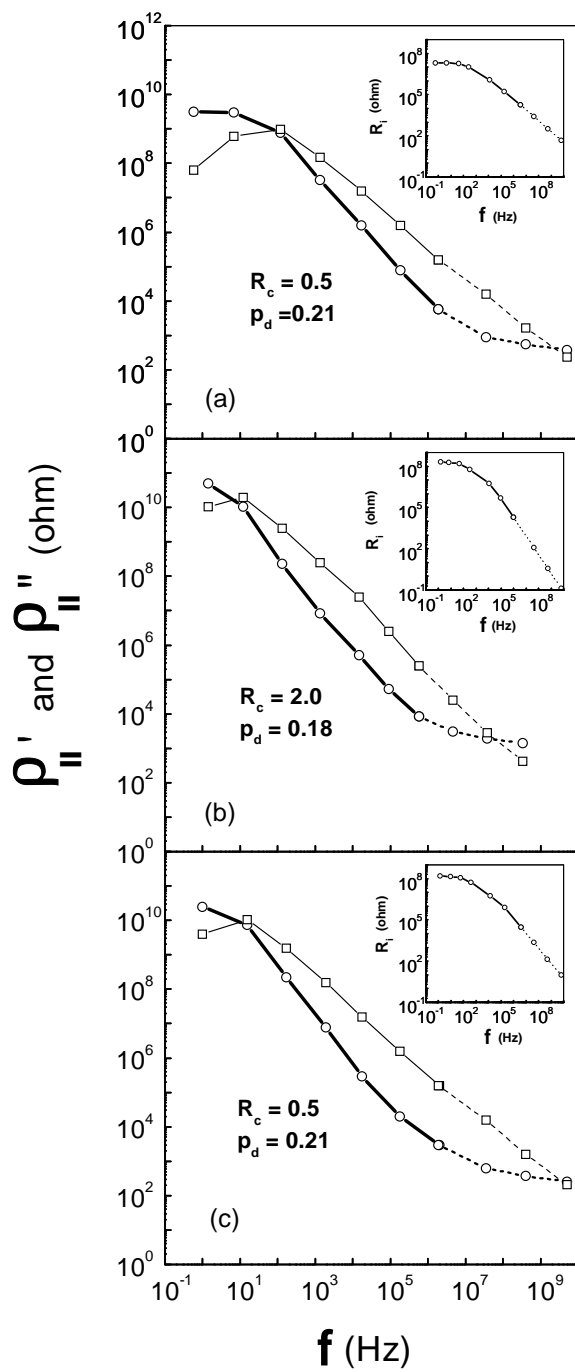 ρ_II' and ρ_II'' (ohm)
10^12
10^10
10^8
10^6
10^4
10^2
10^0
R_c = 0.5
p_d =0.21
(a)
R_i (ohm)
10^8
10^5
10^2
10^-1
10^-1 10^2 10^5 10^8
f (Hz)
10^10
10^8
10^6
10^4
10^2
10^0
R_c = 2.0
p_d = 0.18
(b)
R_i (ohm)
10^8
10^5
10^2
10^-1
10^-1 10^2 10^5 10^8
f (Hz)
10^10
10^8
10^6
10^4
10^2
10^0
R_c = 0.5
p_d = 0.21
(c)
R_i (ohm)
10^8
10^5
10^2
10^-1
10^-1 10^2 10^5 10^8
f (Hz)
10^-1 10^1 10^3 10^5 10^7 10^9
f (Hz)